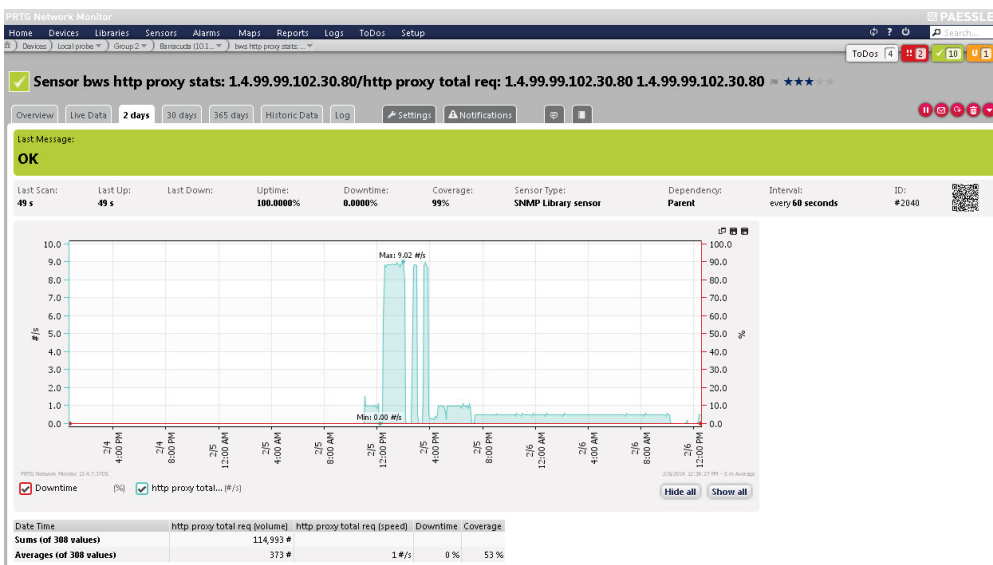 PRTG Network Monitor
PAESSLE
Home Devices Libraries Sensors Alarms Maps Reports Logs ToDos Setup
? Search...
Devices Local probe Group 2 Barracuda (10.1... bws http proxy stats: ...
ToDos 4 !! 2 10 U 1
Sensor bws http proxy stats: 1.4.99.99.102.30.80/http proxy total req: 1.4.99.99.102.30.80 1.4.99.99.102.30.80
Overview Live Data 2 days 30 days 365 days Historic Data Log Settings Notifications
Last Message:
OK
Last Scan: Last Up: Last Down: Uptime: Downtime: Coverage: Sensor Type: Dependency: Interval: ID:
49 s 49 s 100.0000% 0.0000% 99% SNMP Library sensor Parent every 60 seconds #2040
10.0 100.0
Max: 9.02 #/s
9.0 90.0
8.0 80.0
7.0 70.0
6.0 60.0
#/s 5.0 50.0 %
4.0 40.0
3.0 30.0
2.0 20.0
1.0 10.0
Min: 0.00 #/s
0.0 0.0
2/4 4:00 PM
2/4 8:00 PM
2/5 12:00 AM
2/5 4:00 AM
2/5 8:00 AM
2/5 12:00 PM
2/5 4:00 PM
2/5 8:00 PM
2/6 12:00 AM
2/6 4:00 AM
2/6 8:00 AM
2/6 12:00 PM
PRTG Network Monitor
Downtime (%) http proxy total... (#/s)
Hide all Show all
Date Time http proxy total req (volume) http proxy total req (speed) Downtime Coverage
Sums (of 308 values) 114,993 #
Averages (of 308 values) 373 # 1 #/s 0 % 53 %